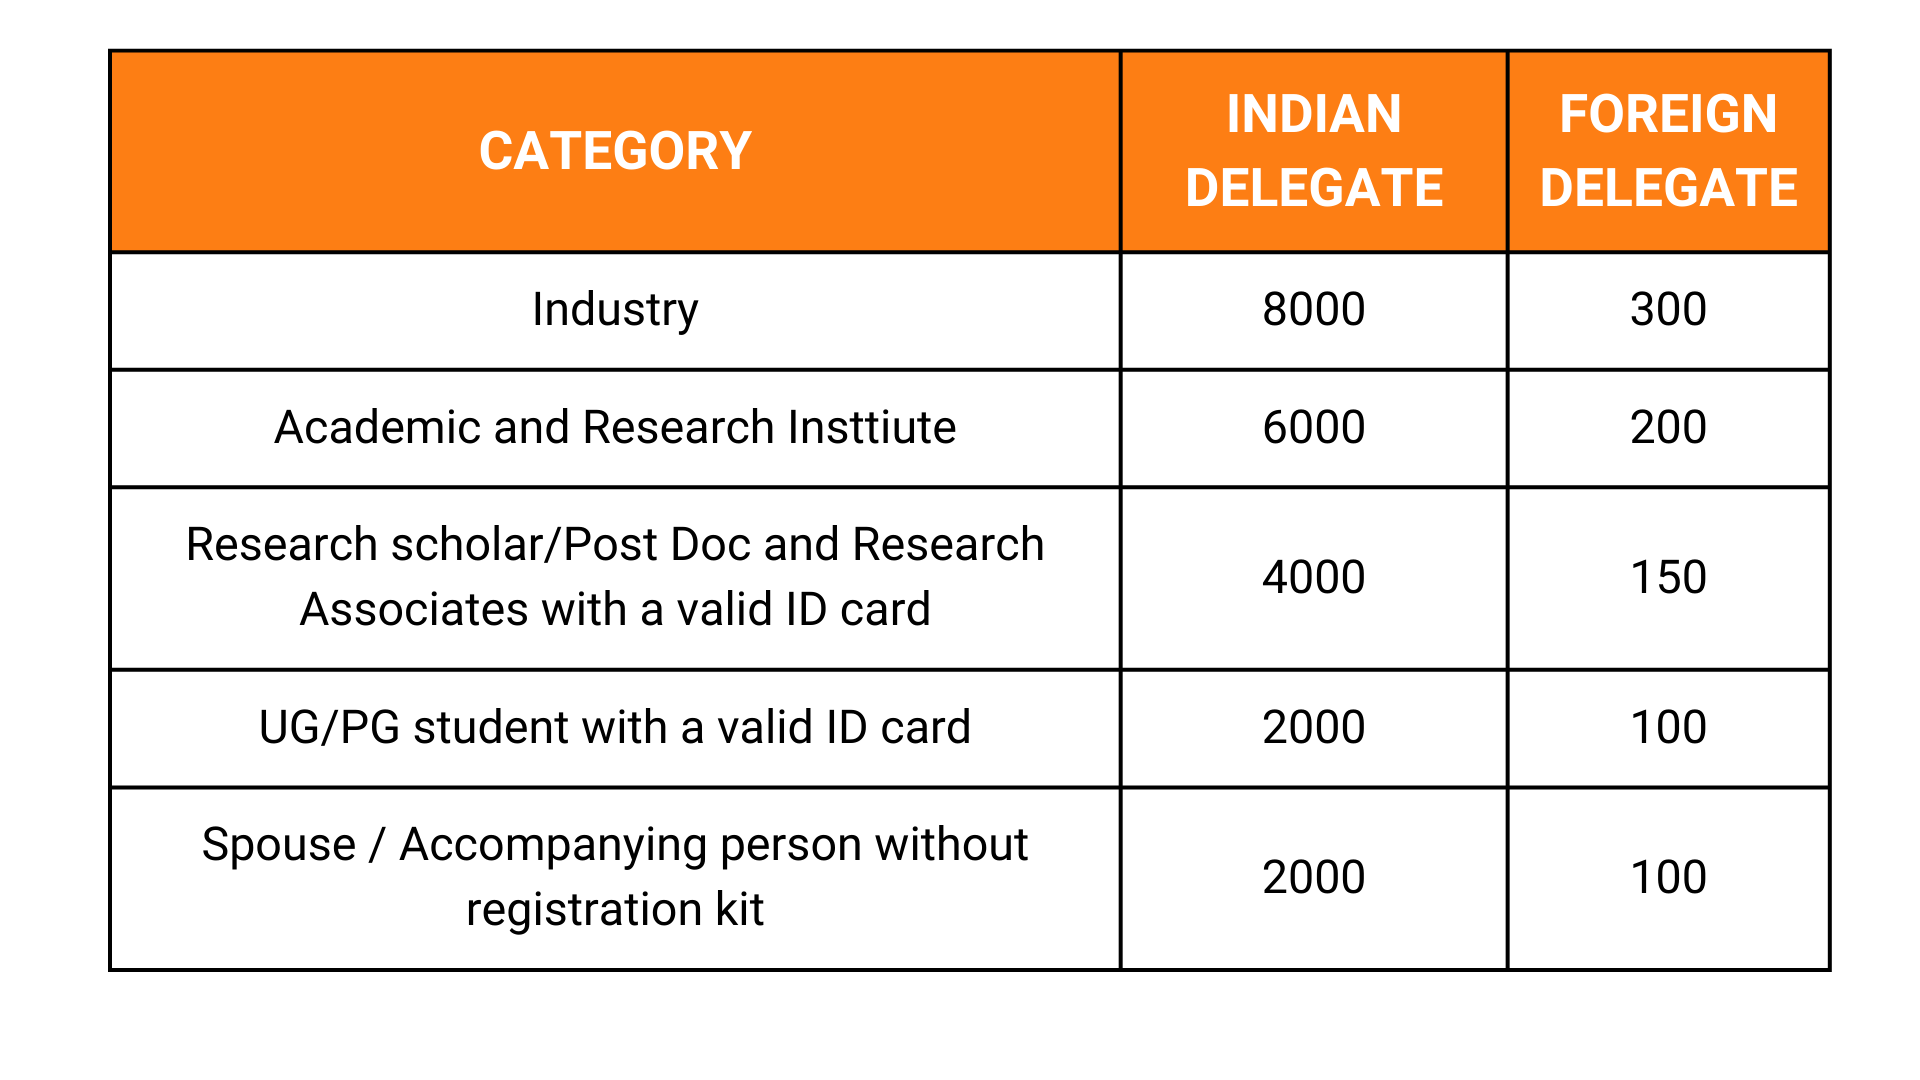 CATEGORY
INDIAN
DELEGATE
FOREIGN
DELEGATE
Industry
8000
300
Academic and Research Insttiute
6000
200
Research scholar/Post Doc and Research
Associates with a valid ID card
4000
150
UG/PG student with a valid ID card
2000
100
Spouse / Accompanying person without
registration kit
2000
100